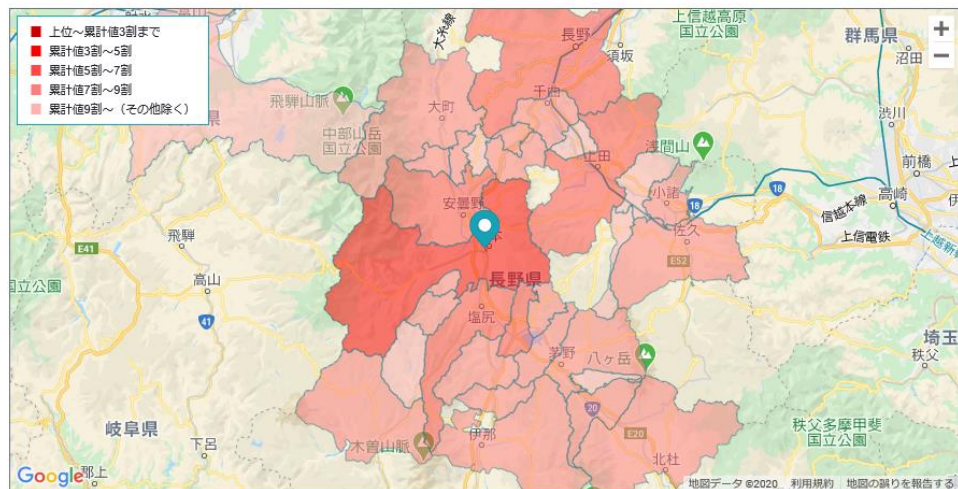 上位～累計値3割まで
累計値3割～5割
累計値5割～7割
累計値7割～9割
累計値9割～（その他除く）
大糸線
長野
須坂
上信越高原
国立公園
群馬県
沼田
+
−
渋川
飛騨山脈
大町
千曲
中部山岳
国立公園
上田
浅間山
前橋
小諸
18
18
高崎
信越本線
上信電鉄
安曇野
佐久
E52
飛騨
E41
国立公園
高山
41
長野県
塩尻
茅野
八ヶ岳
埼玉
秩父
岐阜県
下呂
木曽山脈
伊那
20
E20
秩父多摩甲斐
国立公園
北杜
郡上
Google
地図データ ©2020
利用規約
地図の誤りを報告する